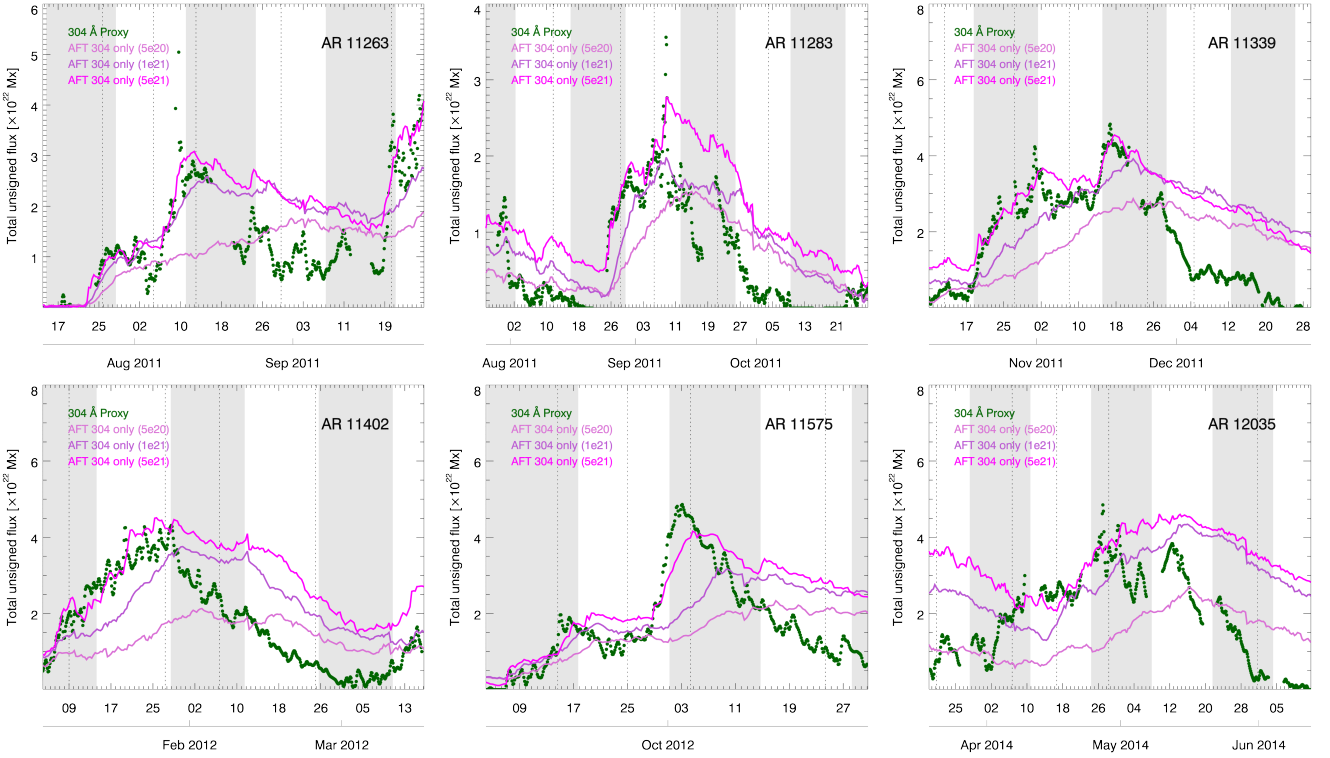 304 Å Proxy
AFT 304 only (5e20)
AFT 304 only (1e21)
AFT 304 only (5e21)
AR 11263
Total unsigned flux [×10²² Mx]
6
5
4
3
2
1
17 25 02 10 18 26 03 11 19
Aug 2011 Sep 2011
304 Å Proxy
AFT 304 only (5e20)
AFT 304 only (1e21)
AFT 304 only (5e21)
AR 11283
Total unsigned flux [×10²² Mx]
4
3
2
1
02 10 18 26 03 11 19 27 05 13 21
Aug 2011 Sep 2011 Oct 2011
304 Å Proxy
AFT 304 only (5e20)
AFT 304 only (1e21)
AFT 304 only (5e21)
AR 11339
Total unsigned flux [×10²² Mx]
8
6
4
2
17 25 02 10 18 26 04 12 20 28
Nov 2011 Dec 2011
304 Å Proxy
AFT 304 only (5e20)
AFT 304 only (1e21)
AFT 304 only (5e21)
AR 11402
Total unsigned flux [×10²² Mx]
8
6
4
2
09 17 25 02 10 18 26 05 13
Feb 2012 Mar 2012
304 Å Proxy
AFT 304 only (5e20)
AFT 304 only (1e21)
AFT 304 only (5e21)
AR 11575
Total unsigned flux [×10²² Mx]
8
6
4
2
09 17 25 03 11 19 27
Oct 2012
304 Å Proxy
AFT 304 only (5e20)
AFT 304 only (1e21)
AFT 304 only (5e21)
AR 12035
Total unsigned flux [×10²² Mx]
8
6
4
2
25 02 10 18 26 04 12 20 28 05
Apr 2014 May 2014 Jun 2014